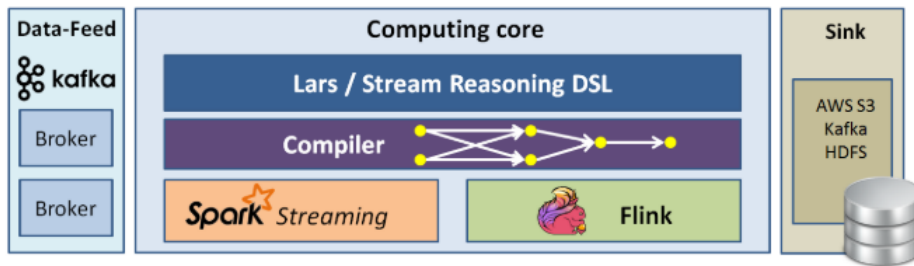 Data-Feed
kafka
Broker
Broker
Computing core
Lars / Stream Reasoning DSL
Compiler
Spark Streaming
Flink
Sink
AWS S3
Kafka
HDFS